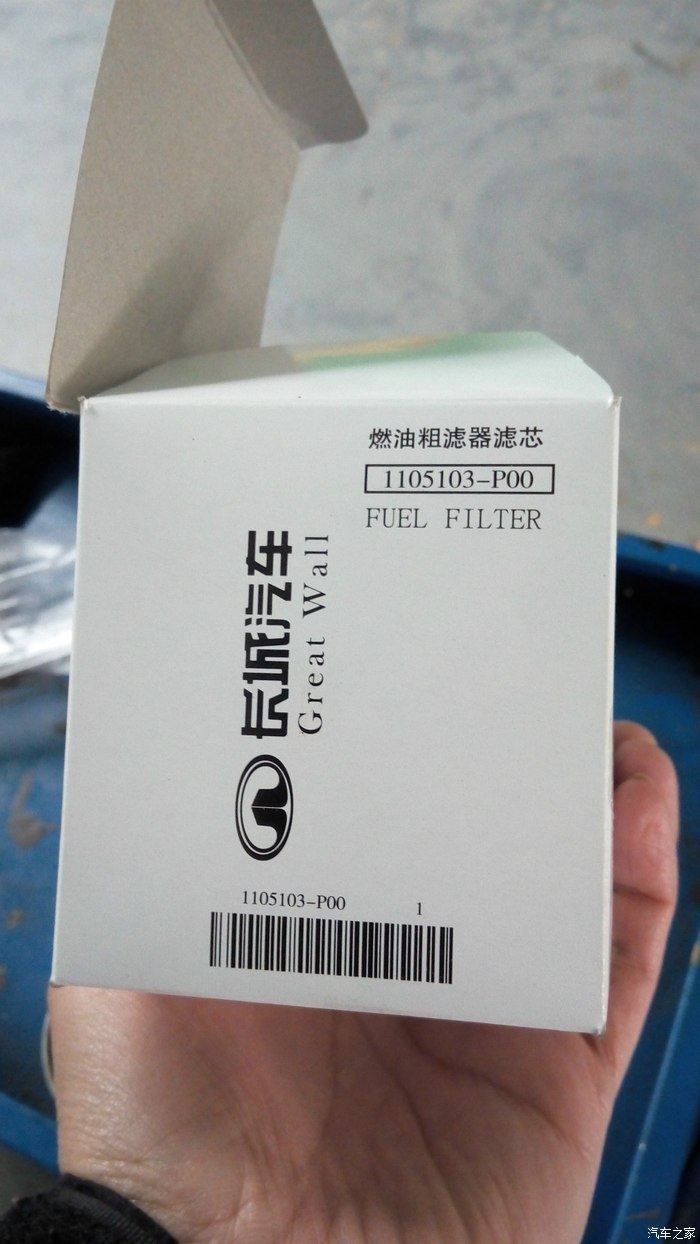 燃油粗滤器滤芯
1105103-P00
FUEL FILTER
长城汽车
Great Wall
1105103-P00 1
汽车之家